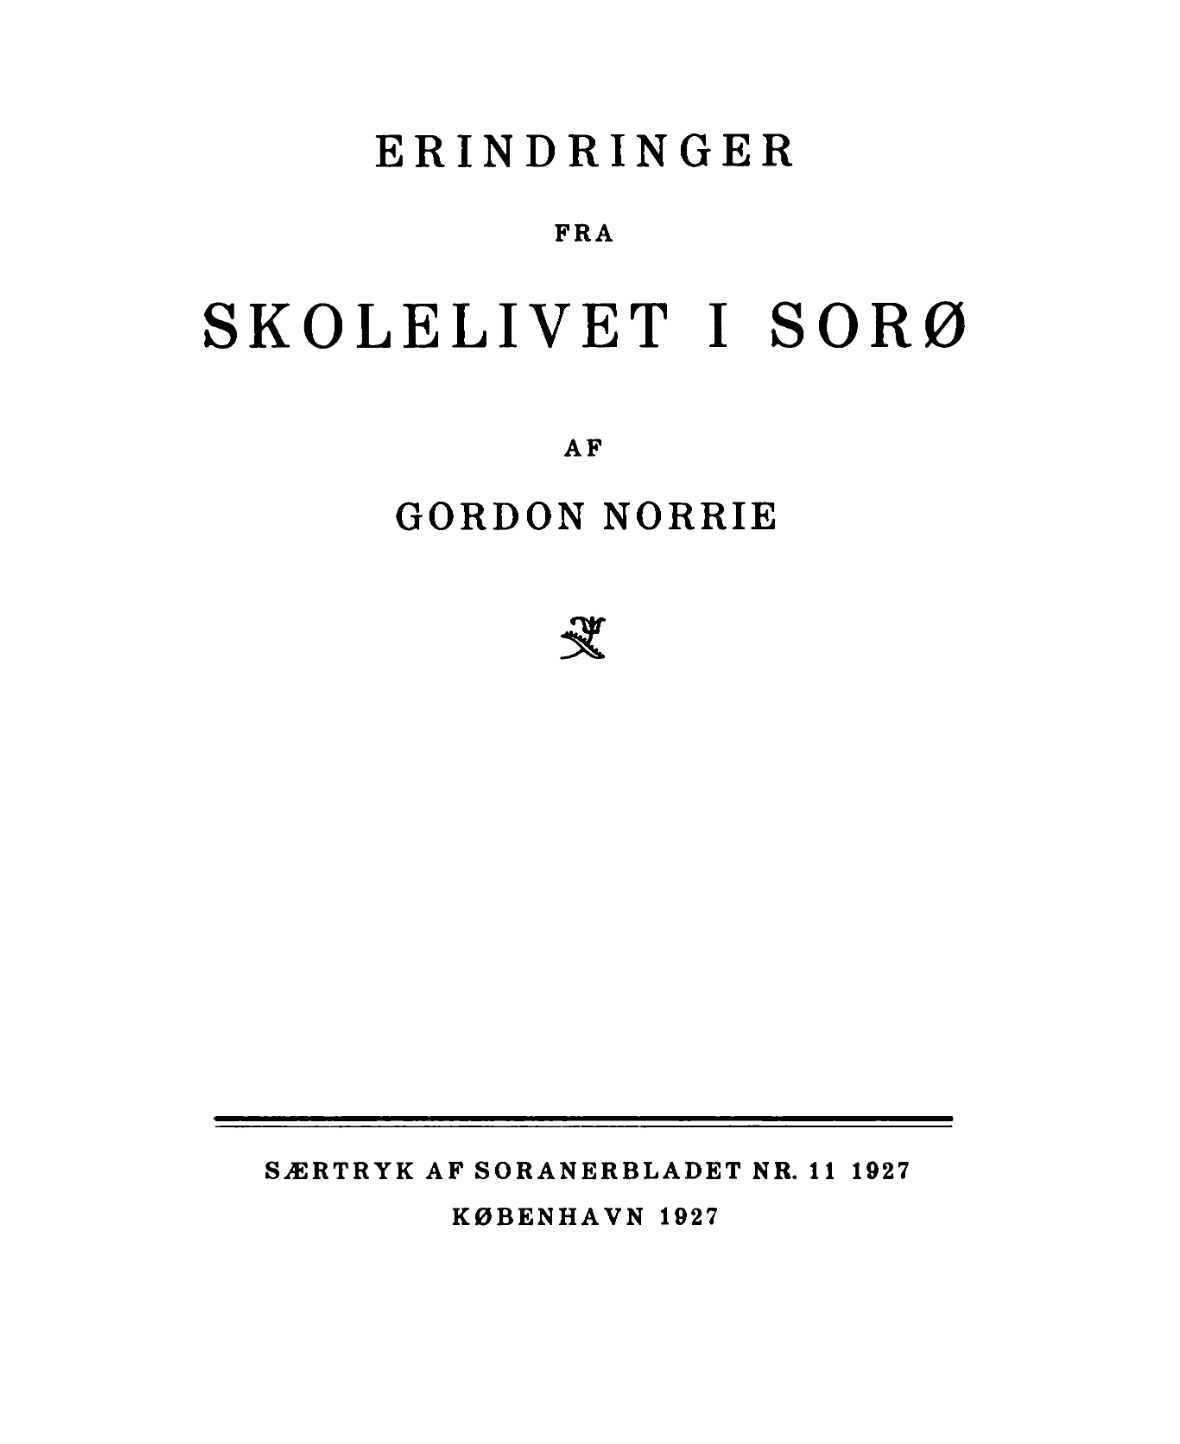 ERINDRINGER
FRA
SKOLELIVET I SORØ
AF
GORDON NORRIE
SÆRTRYK AF SORANERBLADET NR. 11 1927
KØBENHAVN 1927